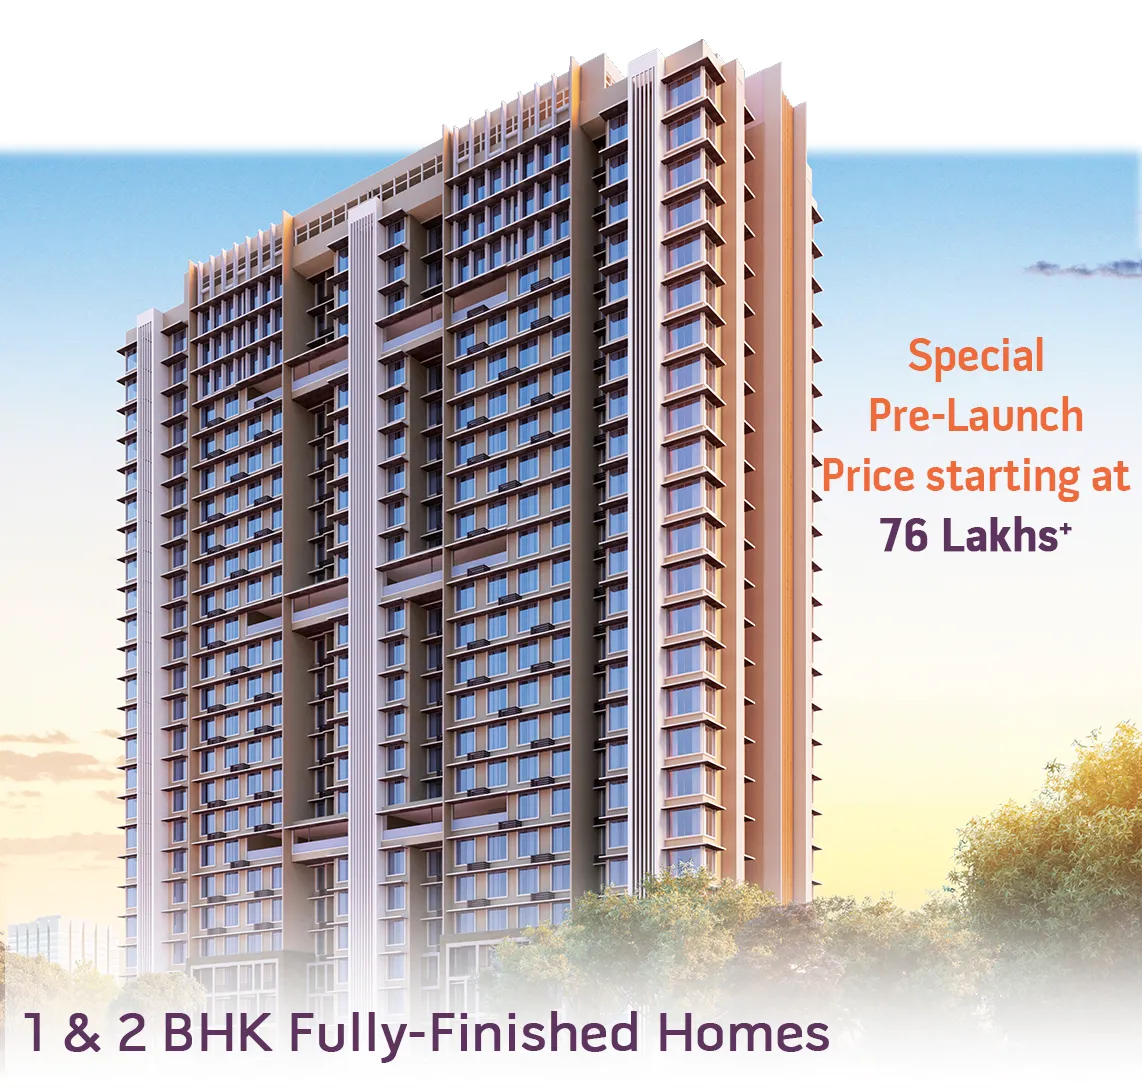 Special
Pre-Launch
Price starting at
76 Lakhs+
1 & 2 BHK Fully-Finished Homes